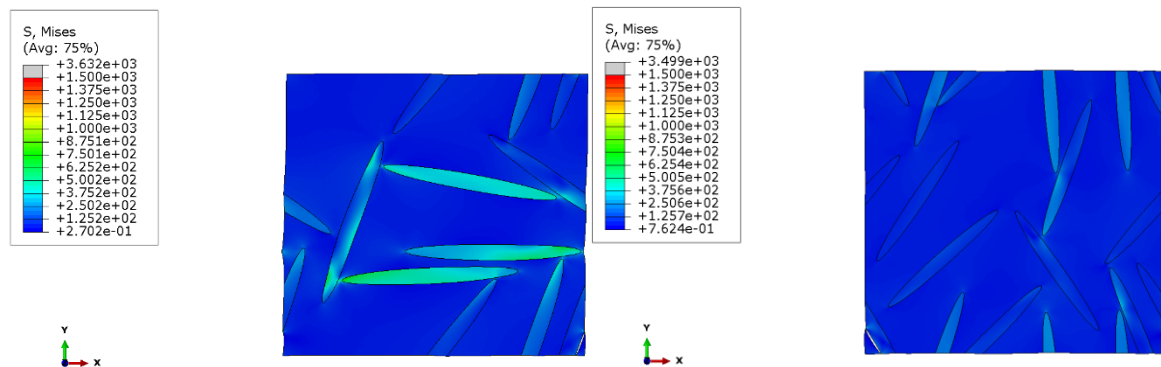 S, Mises
(Avg: 75%)
+3.632e+03
+1.500e+03
+1.375e+03
+1.250e+03
+1.125e+03
+1.000e+03
+8.751e+02
+7.501e+02
+6.252e+02
+5.002e+02
+3.752e+02
+2.502e+02
+1.252e+02
+2.702e-01
Y
X
S, Mises
(Avg: 75%)
+3.499e+03
+1.500e+03
+1.375e+03
+1.250e+03
+1.125e+03
+1.000e+03
+8.753e+02
+7.504e+02
+6.254e+02
+5.005e+02
+3.756e+02
+2.506e+02
+1.257e+02
+7.624e-01
Y
X